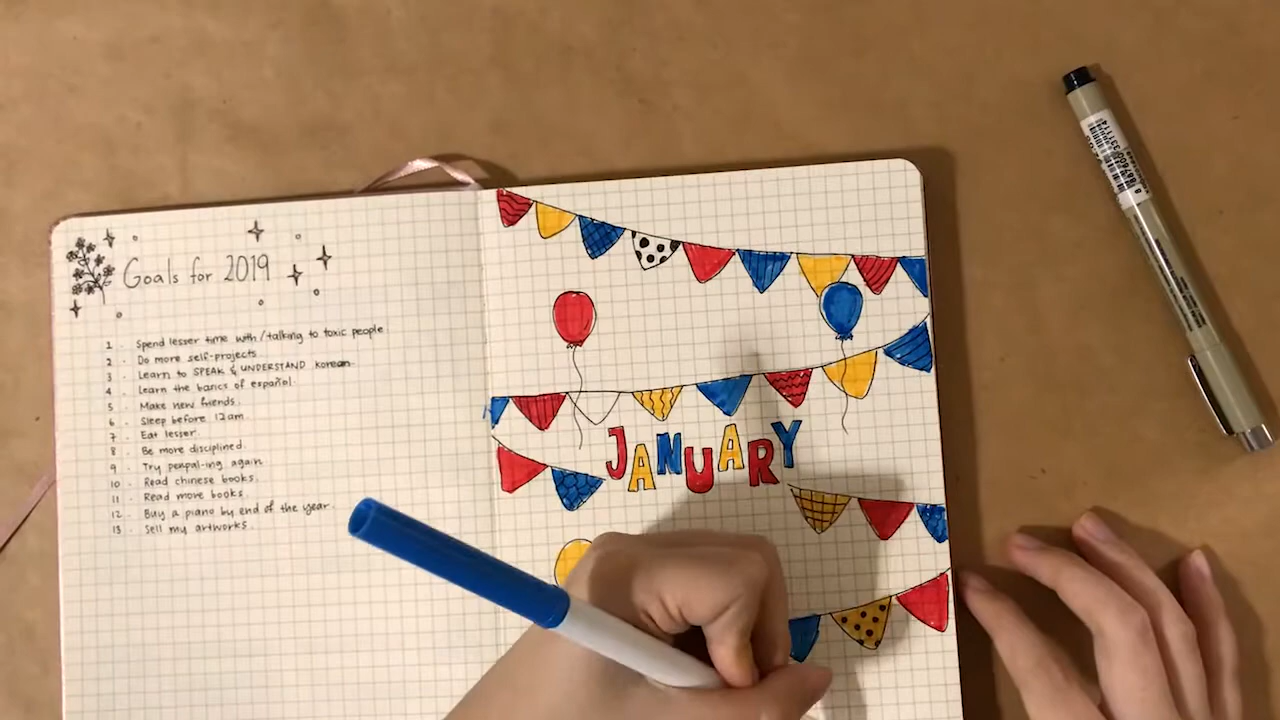 Goals for 2019
1. Spend lesser time with/talking to toxic people
2. Do more self-projects
3. Learn to SPEAK & UNDERSTAND korean
4. Learn the basics of español.
5. Make new friends.
6. Sleep before 12am.
7. Eat lesser.
8. Be more disciplined.
9. Try penpal-ing again
10. Read chinese books.
11. Read more books.
12. Buy a piano by end of the year.
13. Sell my artworks.
JANUARY